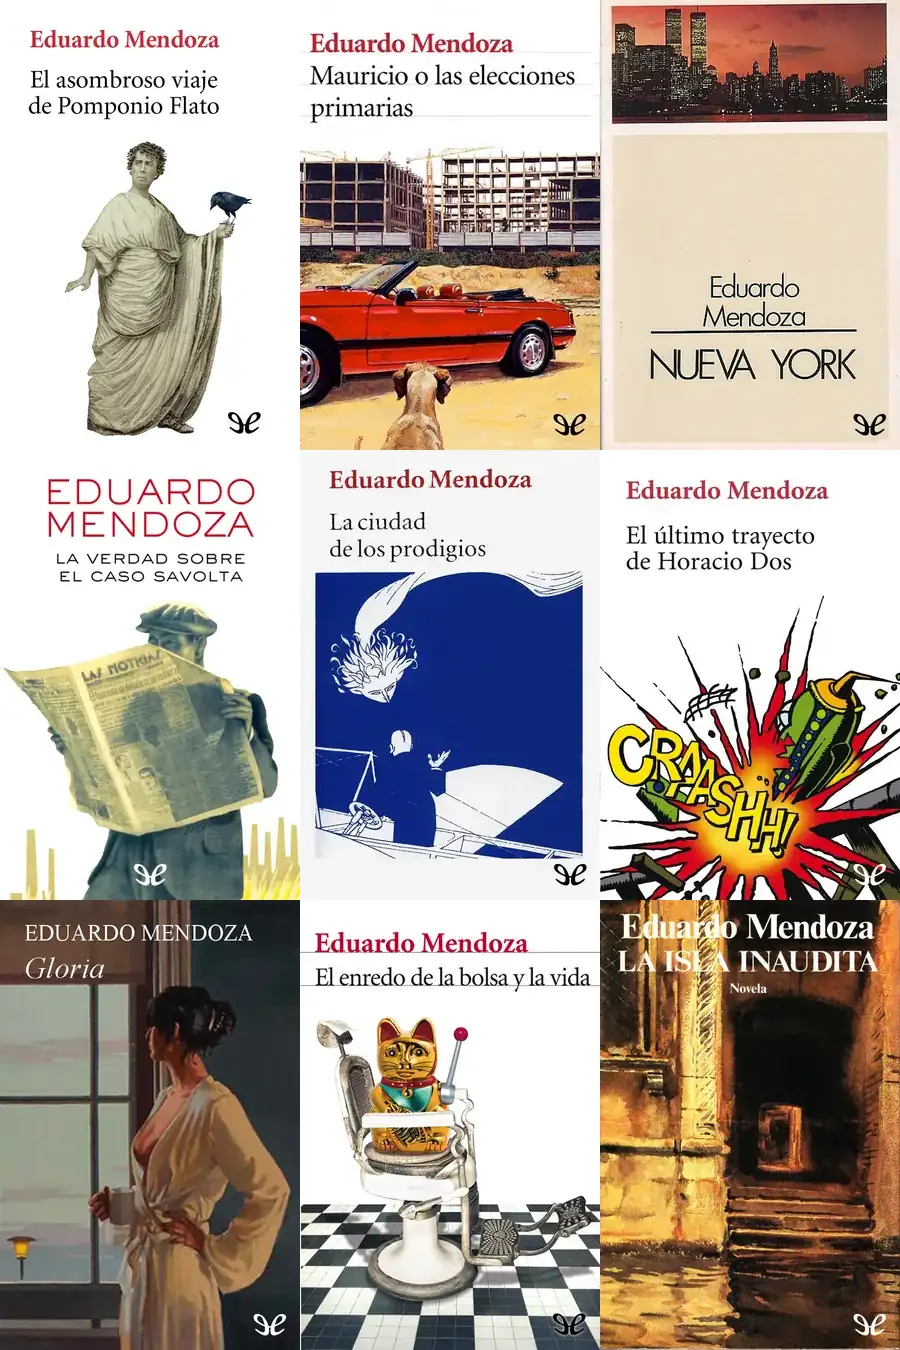 Eduardo Mendoza
El asombroso viaje
de Pomponio Flato
Eduardo Mendoza
Mauricio o las elecciones
primarias
Eduardo
Mendoza
NUEVA YORK
EDUARDO
MENDOZA
LA VERDAD SOBRE
EL CASO SAVOLTA
LAS NOTICIAS
Eduardo Mendoza
La ciudad
de los prodigios
Eduardo Mendoza
El último trayecto
de Horacio Dos
CRAASHH!
EDUARDO MENDOZA
Gloria
Eduardo Mendoza
El enredo de la bolsa y la vida
Eduardo Mendoza
LA ISLA INAUDITA
Novela